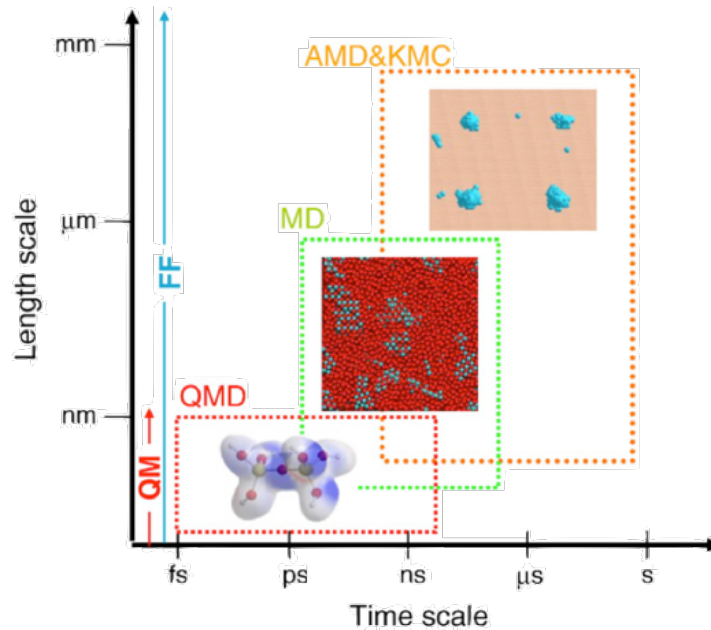 mm
AMD&KMC
MD
μm
Length scale
FF
QMD
nm
QM
fs
ps
ns
μs
s
Time scale